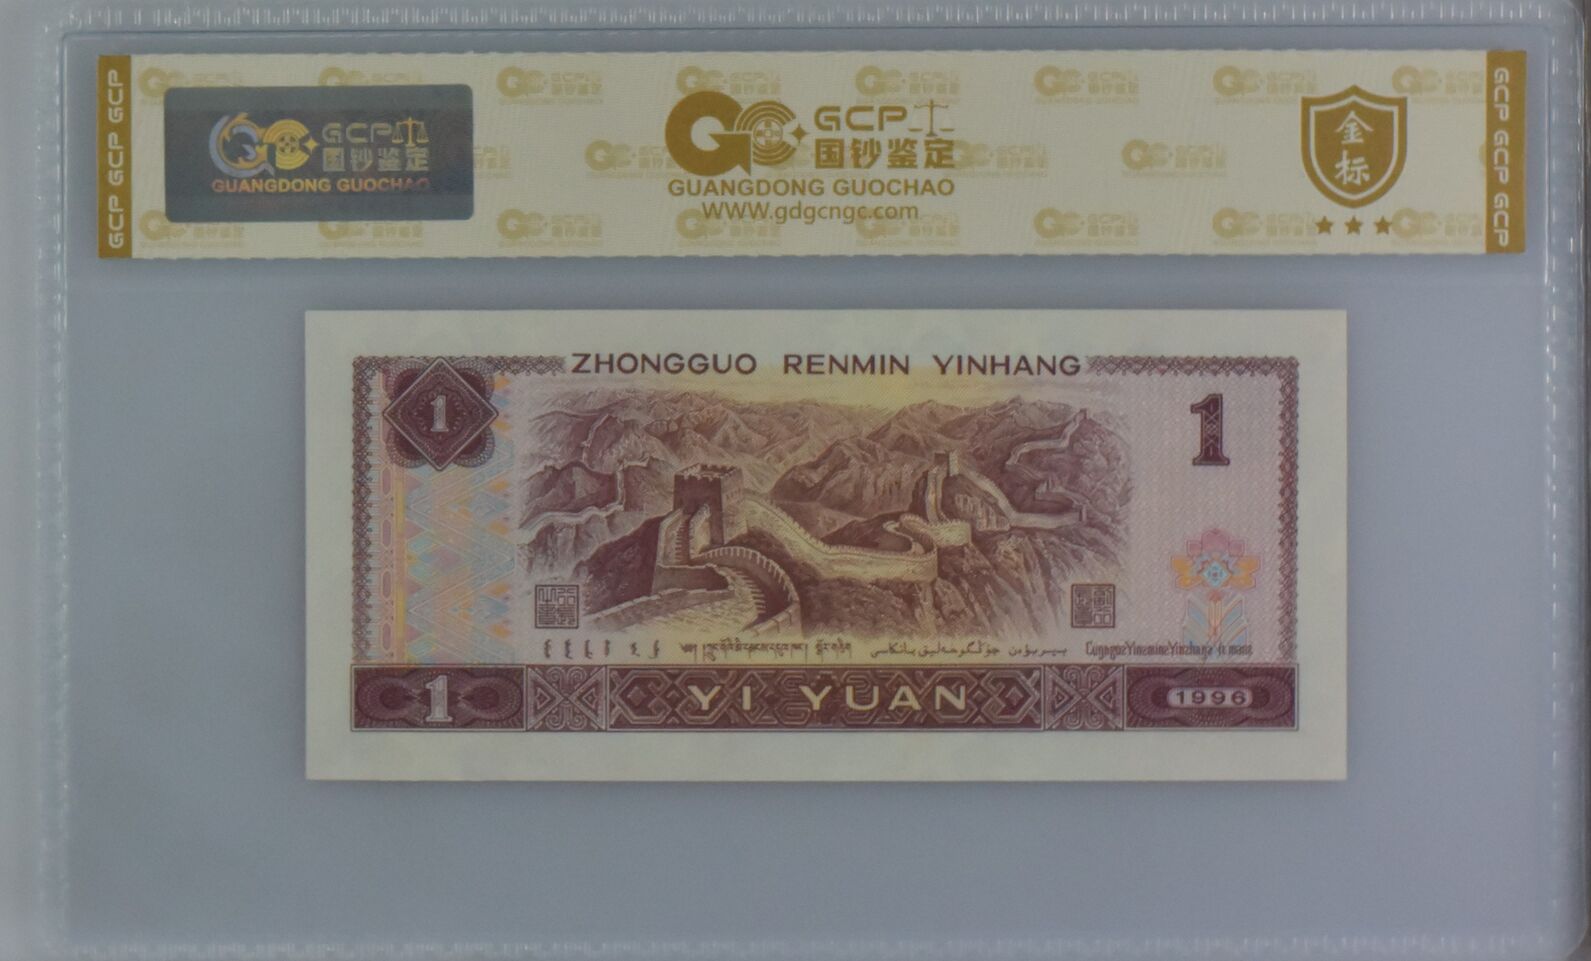 GCP GCP GCP
GCP
国钞鉴定
GUANGDONG GUOCHAO
GCP
国钞鉴定
GUANGDONG GUOCHAO
WWW.gdgcngc.com
金标
GCP GCP GCP
ZHONGGUO RENMIN YINHANG
1
1
1
YI YUAN
1996